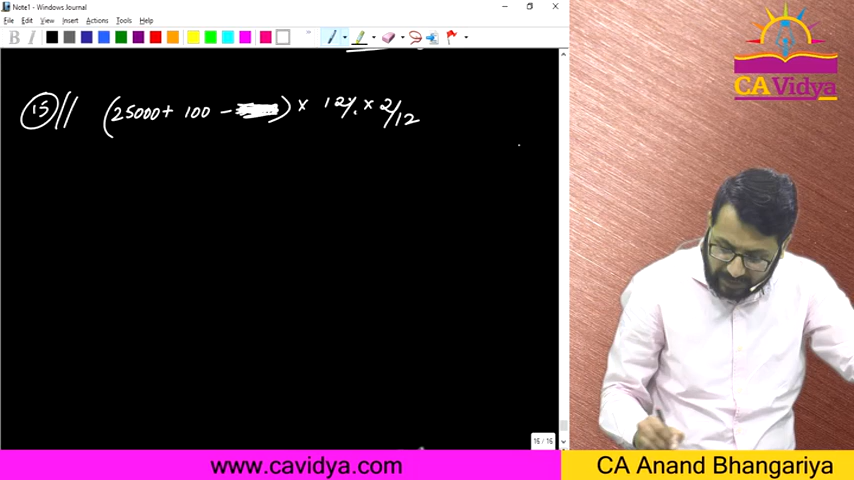 Note1 - Windows Journal
File Edit View Insert Actions Tools Help
B I
15 // (25000 + 100 - ) × 12% × 2/12
CA Vidya
16 / 16
www.cavidya.com
CA Anand Bhangariya